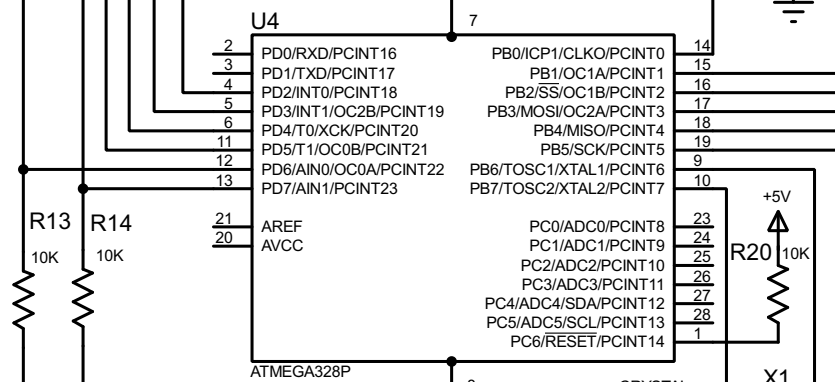 U4
7
2 PD0/RXD/PCINT16 PB0/ICP1/CLKO/PCINT0 14
3 PD1/TXD/PCINT17 PB1/OC1A/PCINT1 15
4 PD2/INT0/PCINT18 PB2/SS/OC1B/PCINT2 16
5 PD3/INT1/OC2B/PCINT19 PB3/MOSI/OC2A/PCINT3 17
6 PD4/T0/XCK/PCINT20 PB4/MISO/PCINT4 18
11 PD5/T1/OC0B/PCINT21 PB5/SCK/PCINT5 19
12 PD6/AIN0/OC0A/PCINT22 PB6/TOSC1/XTAL1/PCINT6 9
13 PD7/AIN1/PCINT23 PB7/TOSC2/XTAL2/PCINT7 10
+5V
R13 R14 21 AREF PC0/ADC0/PCINT8 23
20 AVCC PC1/ADC1/PCINT9 24
10K 10K PC2/ADC2/PCINT10 25 R20 10K
PC3/ADC3/PCINT11 26
PC4/ADC4/SDA/PCINT12 27
PC5/ADC5/SCL/PCINT13 28
PC6/RESET/PCINT14 1
ATMEGA328P X1